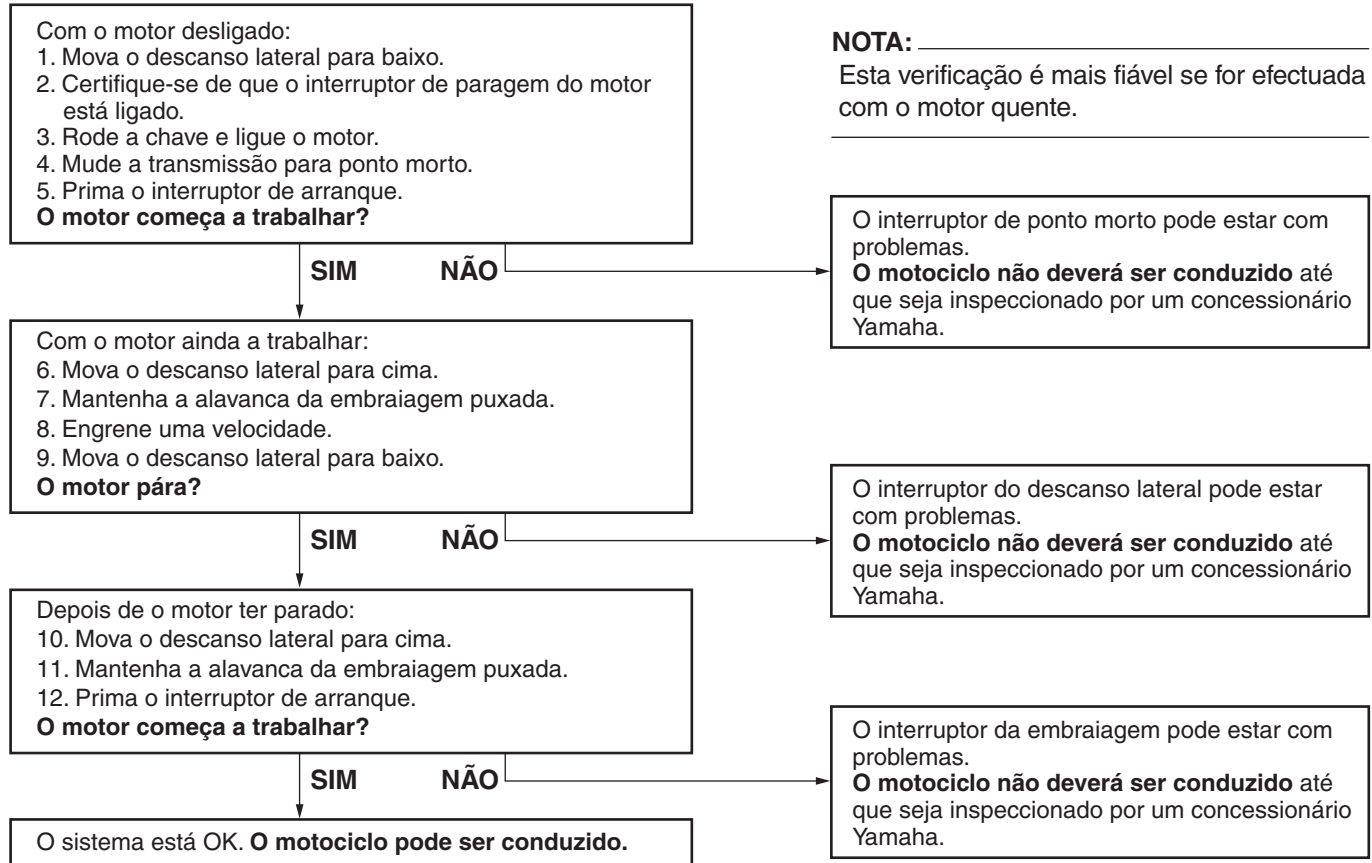 Com o motor desligado:
1. Mova o descanso lateral para baixo.
2. Certifique-se de que o interruptor de paragem do motor
está ligado.
3. Rode a chave e ligue o motor.
4. Mude a transmissão para ponto morto.
5. Prima o interruptor de arranque.
O motor começa a trabalhar?
NOTA:
Esta verificação é mais fiável se for efectuada
com o motor quente.
SIM NÃO
O interruptor de ponto morto pode estar com
problemas.
O motociclo não deverá ser conduzido até
que seja inspeccionado por um concessionário
Yamaha.
Com o motor ainda a trabalhar:
6. Mova o descanso lateral para cima.
7. Mantenha a alavanca da embraiagem puxada.
8. Engrene uma velocidade.
9. Mova o descanso lateral para baixo.
O motor pára?
SIM NÃO
O interruptor do descanso lateral pode estar
com problemas.
O motociclo não deverá ser conduzido até
que seja inspeccionado por um concessionário
Yamaha.
Depois de o motor ter parado:
10. Mova o descanso lateral para cima.
11. Mantenha a alavanca da embraiagem puxada.
12. Prima o interruptor de arranque.
O motor começa a trabalhar?
SIM NÃO
O interruptor da embraiagem pode estar com
problemas.
O motociclo não deverá ser conduzido até
que seja inspeccionado por um concessionário
Yamaha.
O sistema está OK. O motociclo pode ser conduzido.